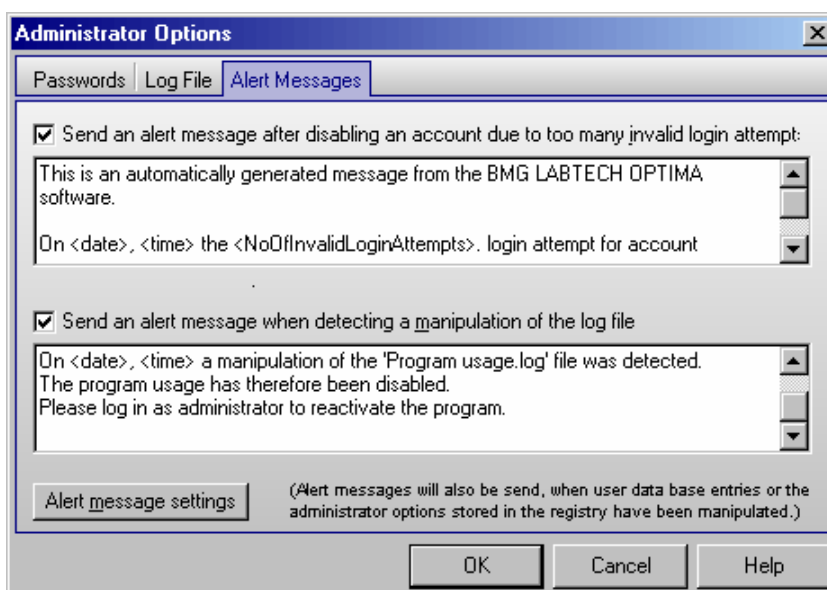 Administrator Options
Passwords Log File Alert Messages
Send an alert message after disabling an account due to too many invalid login attempt:
This is an automatically generated message from the BMG LABTECH OPTIMA
software.
On <date>, <time> the <NoOfInvalidLoginAttempts>. login attempt for account
Send an alert message when detecting a manipulation of the log file
On <date>, <time> a manipulation of the 'Program usage.log' file was detected.
The program usage has therefore been disabled.
Please log in as administrator to reactivate the program.
Alert message settings
(Alert messages will also be send, when user data base entries or the
administrator options stored in the registry have been manipulated.)
OK Cancel Help